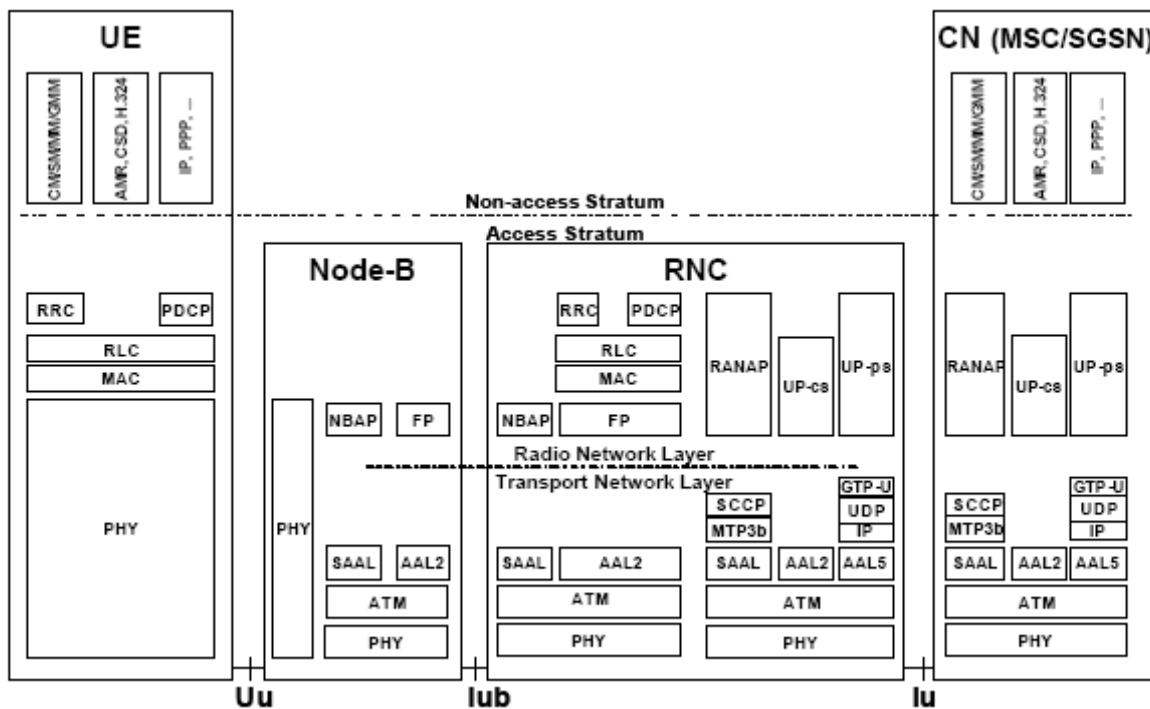 UE
CN (MSC/SGSN)
CM/SM/MM/GMM
AMR, CSD, H.324
IP, PPP, ...
CM/SM/MM/GMM
AMR, CSD, H.324
IP, PPP, ...
Non-access Stratum
Access Stratum
Node-B
RNC
RRC
PDCP
RLC
MAC
PHY
PHY
NBAP
FP
SAAL
AAL2
ATM
PHY
RRC
PDCP
RLC
MAC
NBAP
FP
RANAP
UP-cs
UP-ps
Radio Network Layer
Transport Network Layer
SCCP
MTP3b
GTP-U
UDP
IP
SAAL
AAL2
SAAL
AAL2
AAL5
ATM
PHY
ATM
PHY
RANAP
UP-cs
UP-ps
SCCP
MTP3b
GTP-U
UDP
IP
SAAL
AAL2
AAL5
ATM
PHY
Uu
Iub
Iu